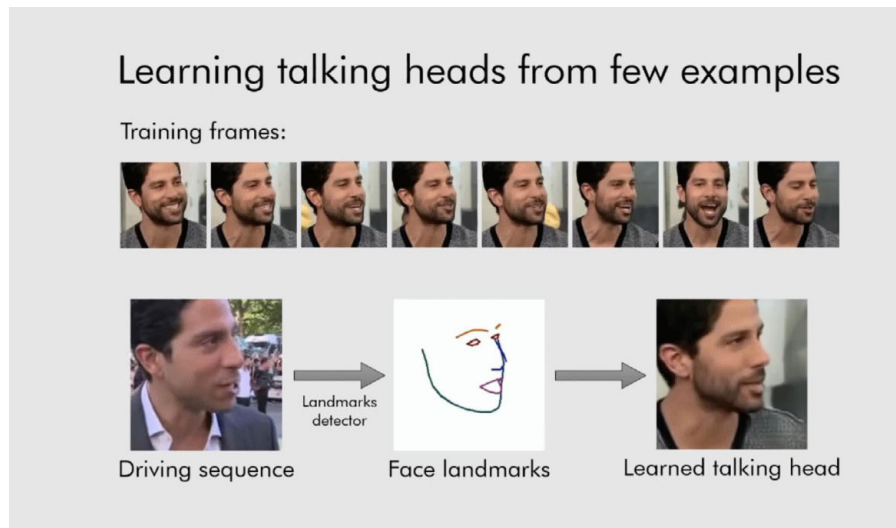 Learning talking heads from few examples
Training frames:
Landmarks
detector
Driving sequence
Face landmarks
Learned talking head